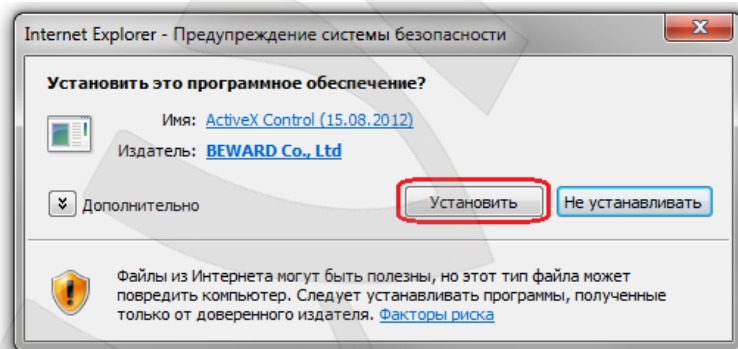 Internet Explorer - Предупреждение системы безопасности
Установить это программное обеспечение?
Имя: ActiveX Control (15.08.2012)
Издатель: BEWARD Co., Ltd
Дополнительно
Установить
Не устанавливать
Файлы из Интернета могут быть полезны, но этот тип файла может
повредить компьютер. Следует устанавливать программы, полученные
только от доверенного издателя. Факторы риска